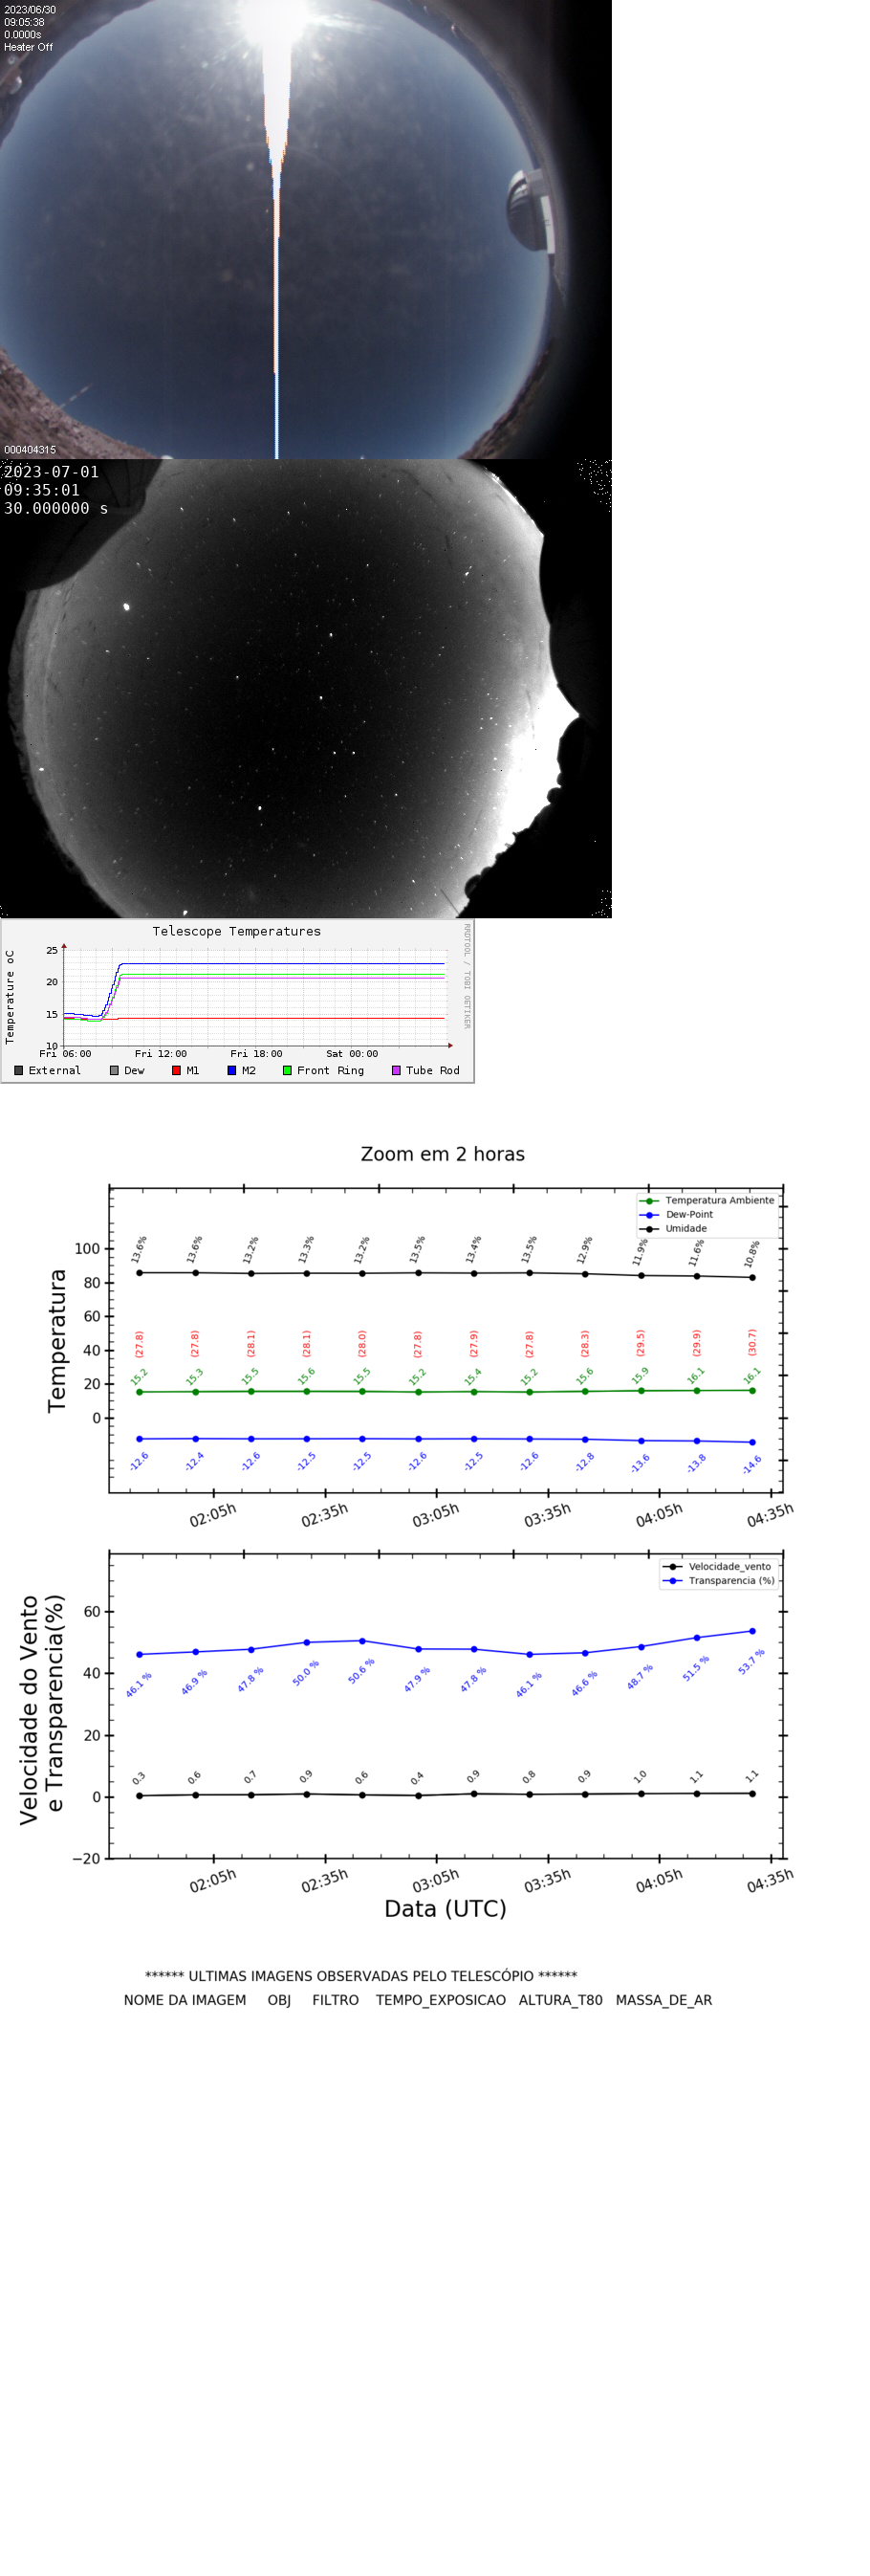 2023/06/30
09:05:38
0.0000s
Heater Off
000404315
2023-07-01
09:35:01
30.000000 s
Telescope Temperatures
RRDTOOL / TOBI OETIKER
Temperature oC
25
20
15
10
Fri 06:00 Fri 12:00 Fri 18:00 Sat 00:00
External Dew M1 M2 Front Ring Tube Rod
Zoom em 2 horas
Temperatura Ambiente
Dew-Point
Umidade
Temperatura
100
80
60
40
20
0
13.6% 13.6% 13.2% 13.3% 13.2% 13.5% 13.4% 13.5% 12.9% 11.9% 11.6% 10.8%
(27.8) (27.8) (28.1) (28.1) (28.0) (27.8) (27.9) (27.8) (28.3) (29.5) (29.9) (30.7)
15.2 15.3 15.5 15.6 15.5 15.2 15.4 15.2 15.6 15.9 16.1 16.1
-12.6 -12.4 -12.6 -12.5 -12.5 -12.6 -12.5 -12.6 -12.8 -13.6 -13.8 -14.6
02:05h 02:35h 03:05h 03:35h 04:05h 04:35h
Velocidade_vento
Transparencia (%)
Velocidade do Vento
e Transparencia(%)
60
40
20
0
−20
46.1 % 46.9 % 47.8 % 50.0 % 50.6 % 47.9 % 47.8 % 46.1 % 46.6 % 48.7 % 51.5 % 53.7 %
0.3 0.6 0.7 0.9 0.6 0.4 0.9 0.8 0.9 1.0 1.1 1.1
02:05h 02:35h 03:05h 03:35h 04:05h 04:35h
Data (UTC)
****** ULTIMAS IMAGENS OBSERVADAS PELO TELESCÓPIO ******
NOME DA IMAGEM OBJ FILTRO TEMPO_EXPOSICAO ALTURA_T80 MASSA_DE_AR